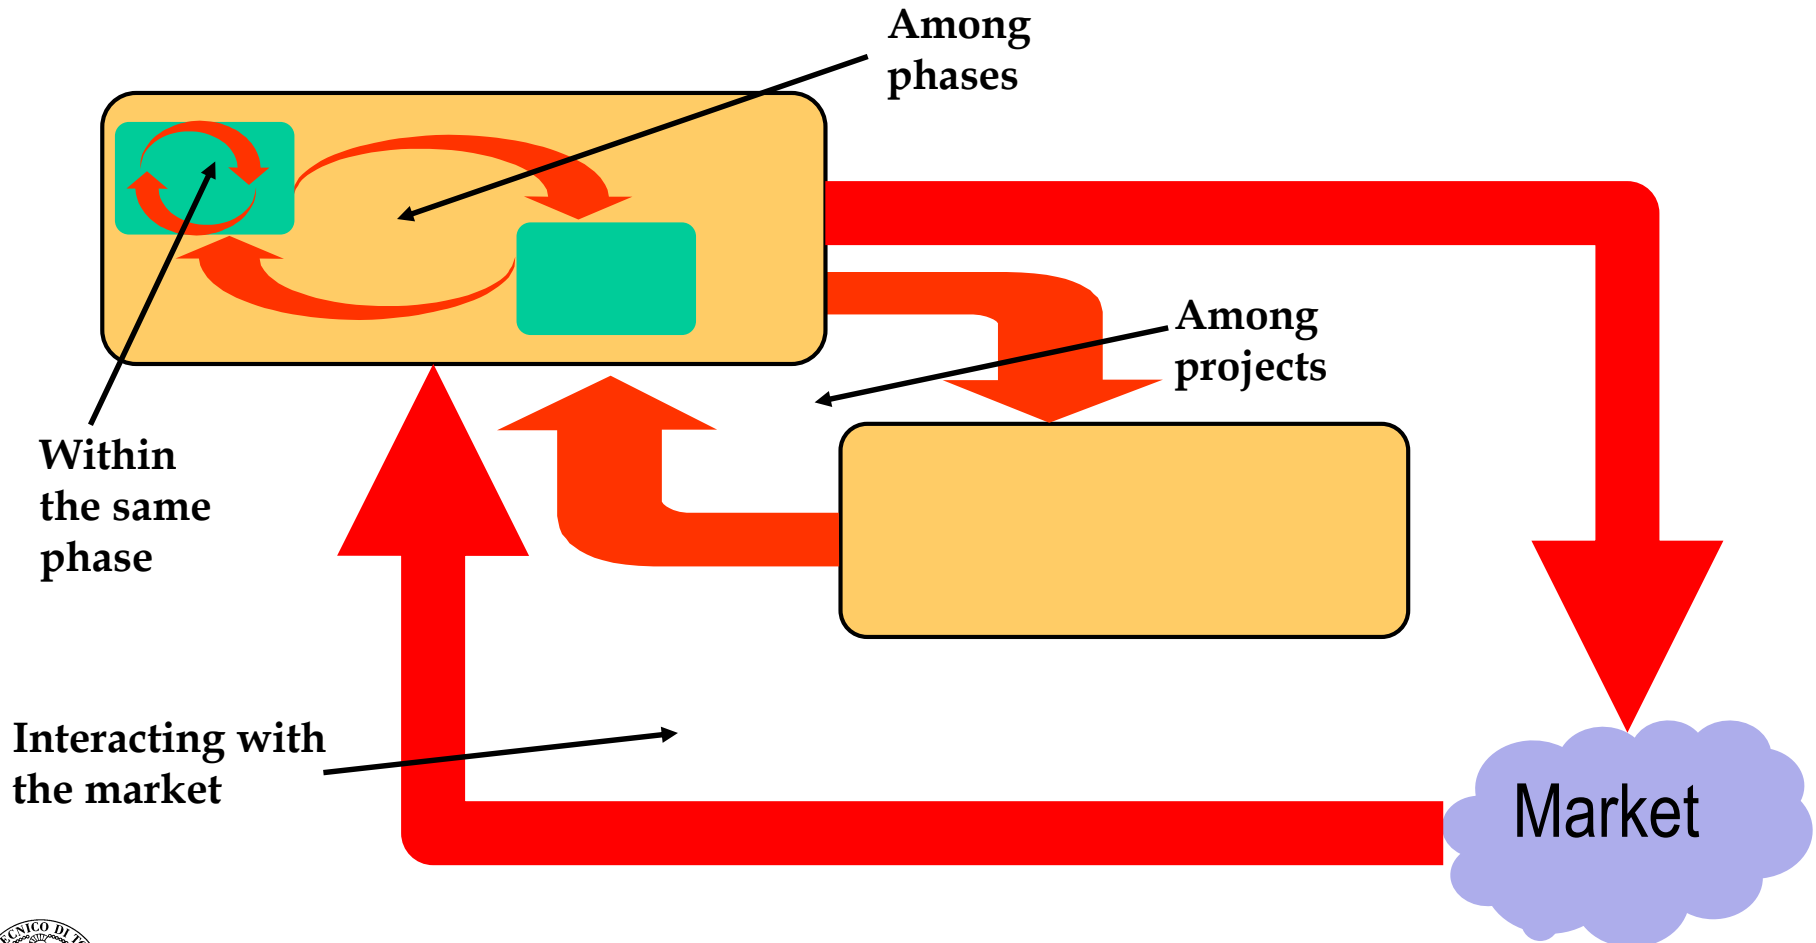 Among
phases
Among
projects
Within
the same
phase
Interacting with
the market
Market